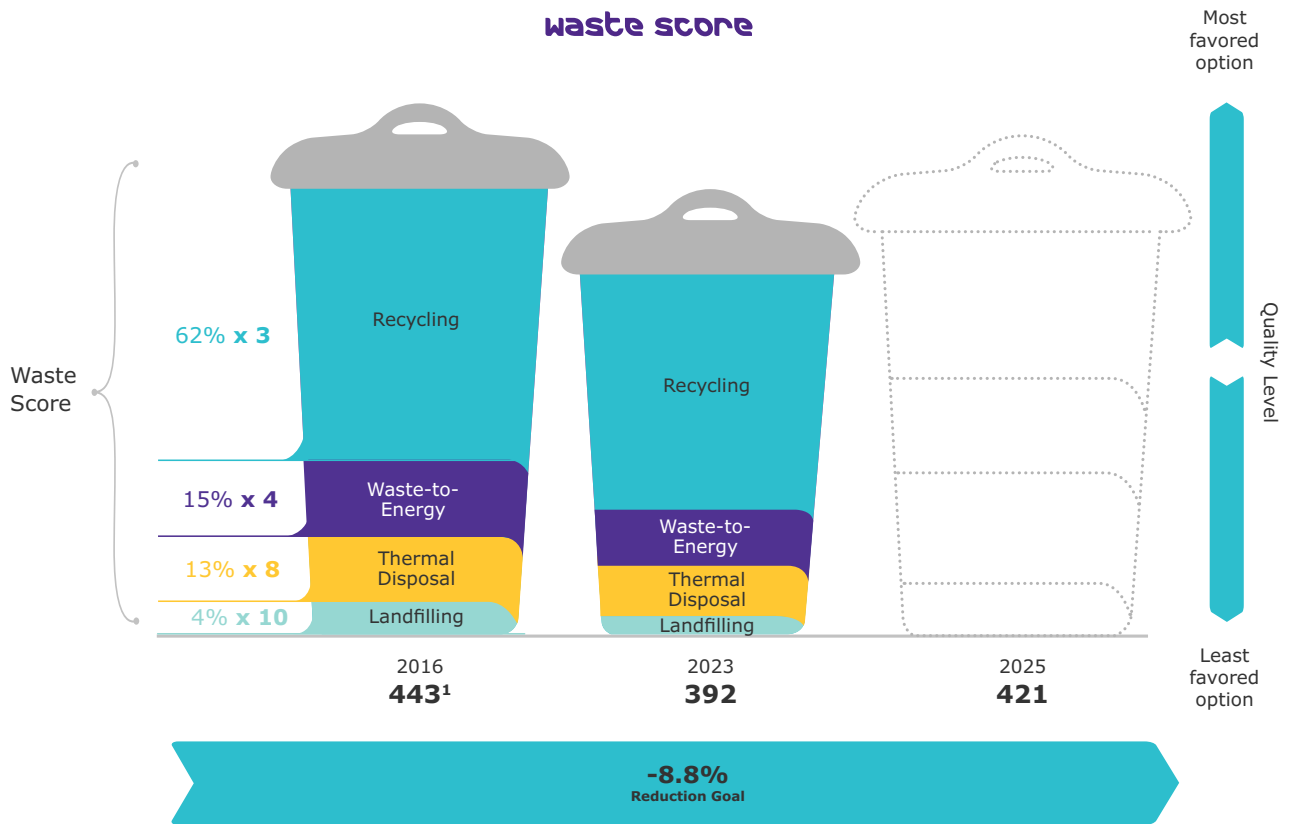 waste score
Most
favored
option
Waste
Score
62% x 3
15% x 4
13% x 8
4% x 10
Recycling
Waste-to-
Energy
Thermal
Disposal
Landfilling
Recycling
Waste-to-
Energy
Thermal
Disposal
Landfilling
Quality Level
2016
443¹
2023
392
2025
421
Least
favored
option
-8.8%
Reduction Goal